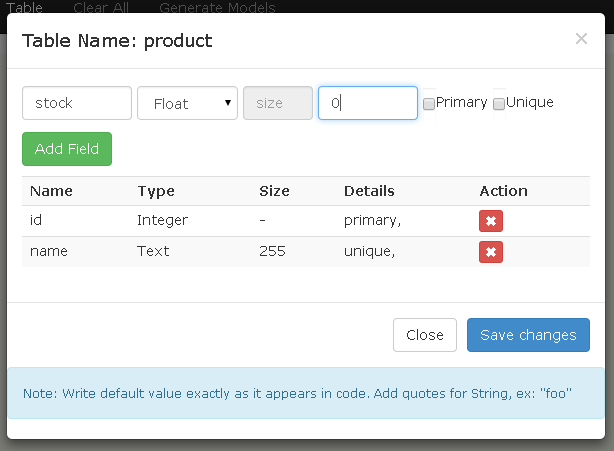 Table Clear All Generate Models
Table Name: product ×
stock Float size 0 Primary Unique
Add Field
Name Type Size Details Action
id Integer - primary,
name Text 255 unique,
Close Save changes
Note: Write default value exactly as it appears in code. Add quotes for String, ex: "foo"